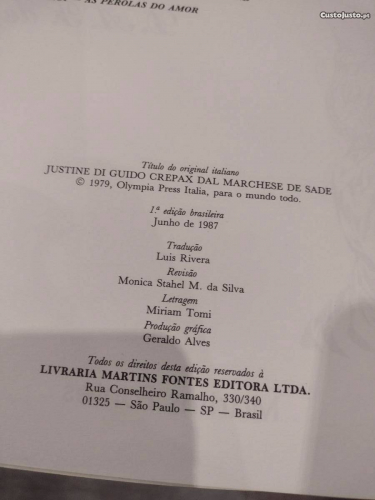 CustoJusto.pt
AS PÉROLAS DO AMOR
Título do original italiano
JUSTINE DI GUIDO CREPAX DAL MARCHESE DE SADE
© 1979, Olympia Press Italia, para o mundo todo.
1.ª edição brasileira
Junho de 1987
Tradução
Luis Rivera
Revisão
Monica Stahel M. da Silva
Letragem
Miriam Tomi
Produção gráfica
Geraldo Alves
Todos os direitos desta edição reservados à
LIVRARIA MARTINS FONTES EDITORA LTDA.
Rua Conselheiro Ramalho, 330/340
01325 — São Paulo — SP — Brasil